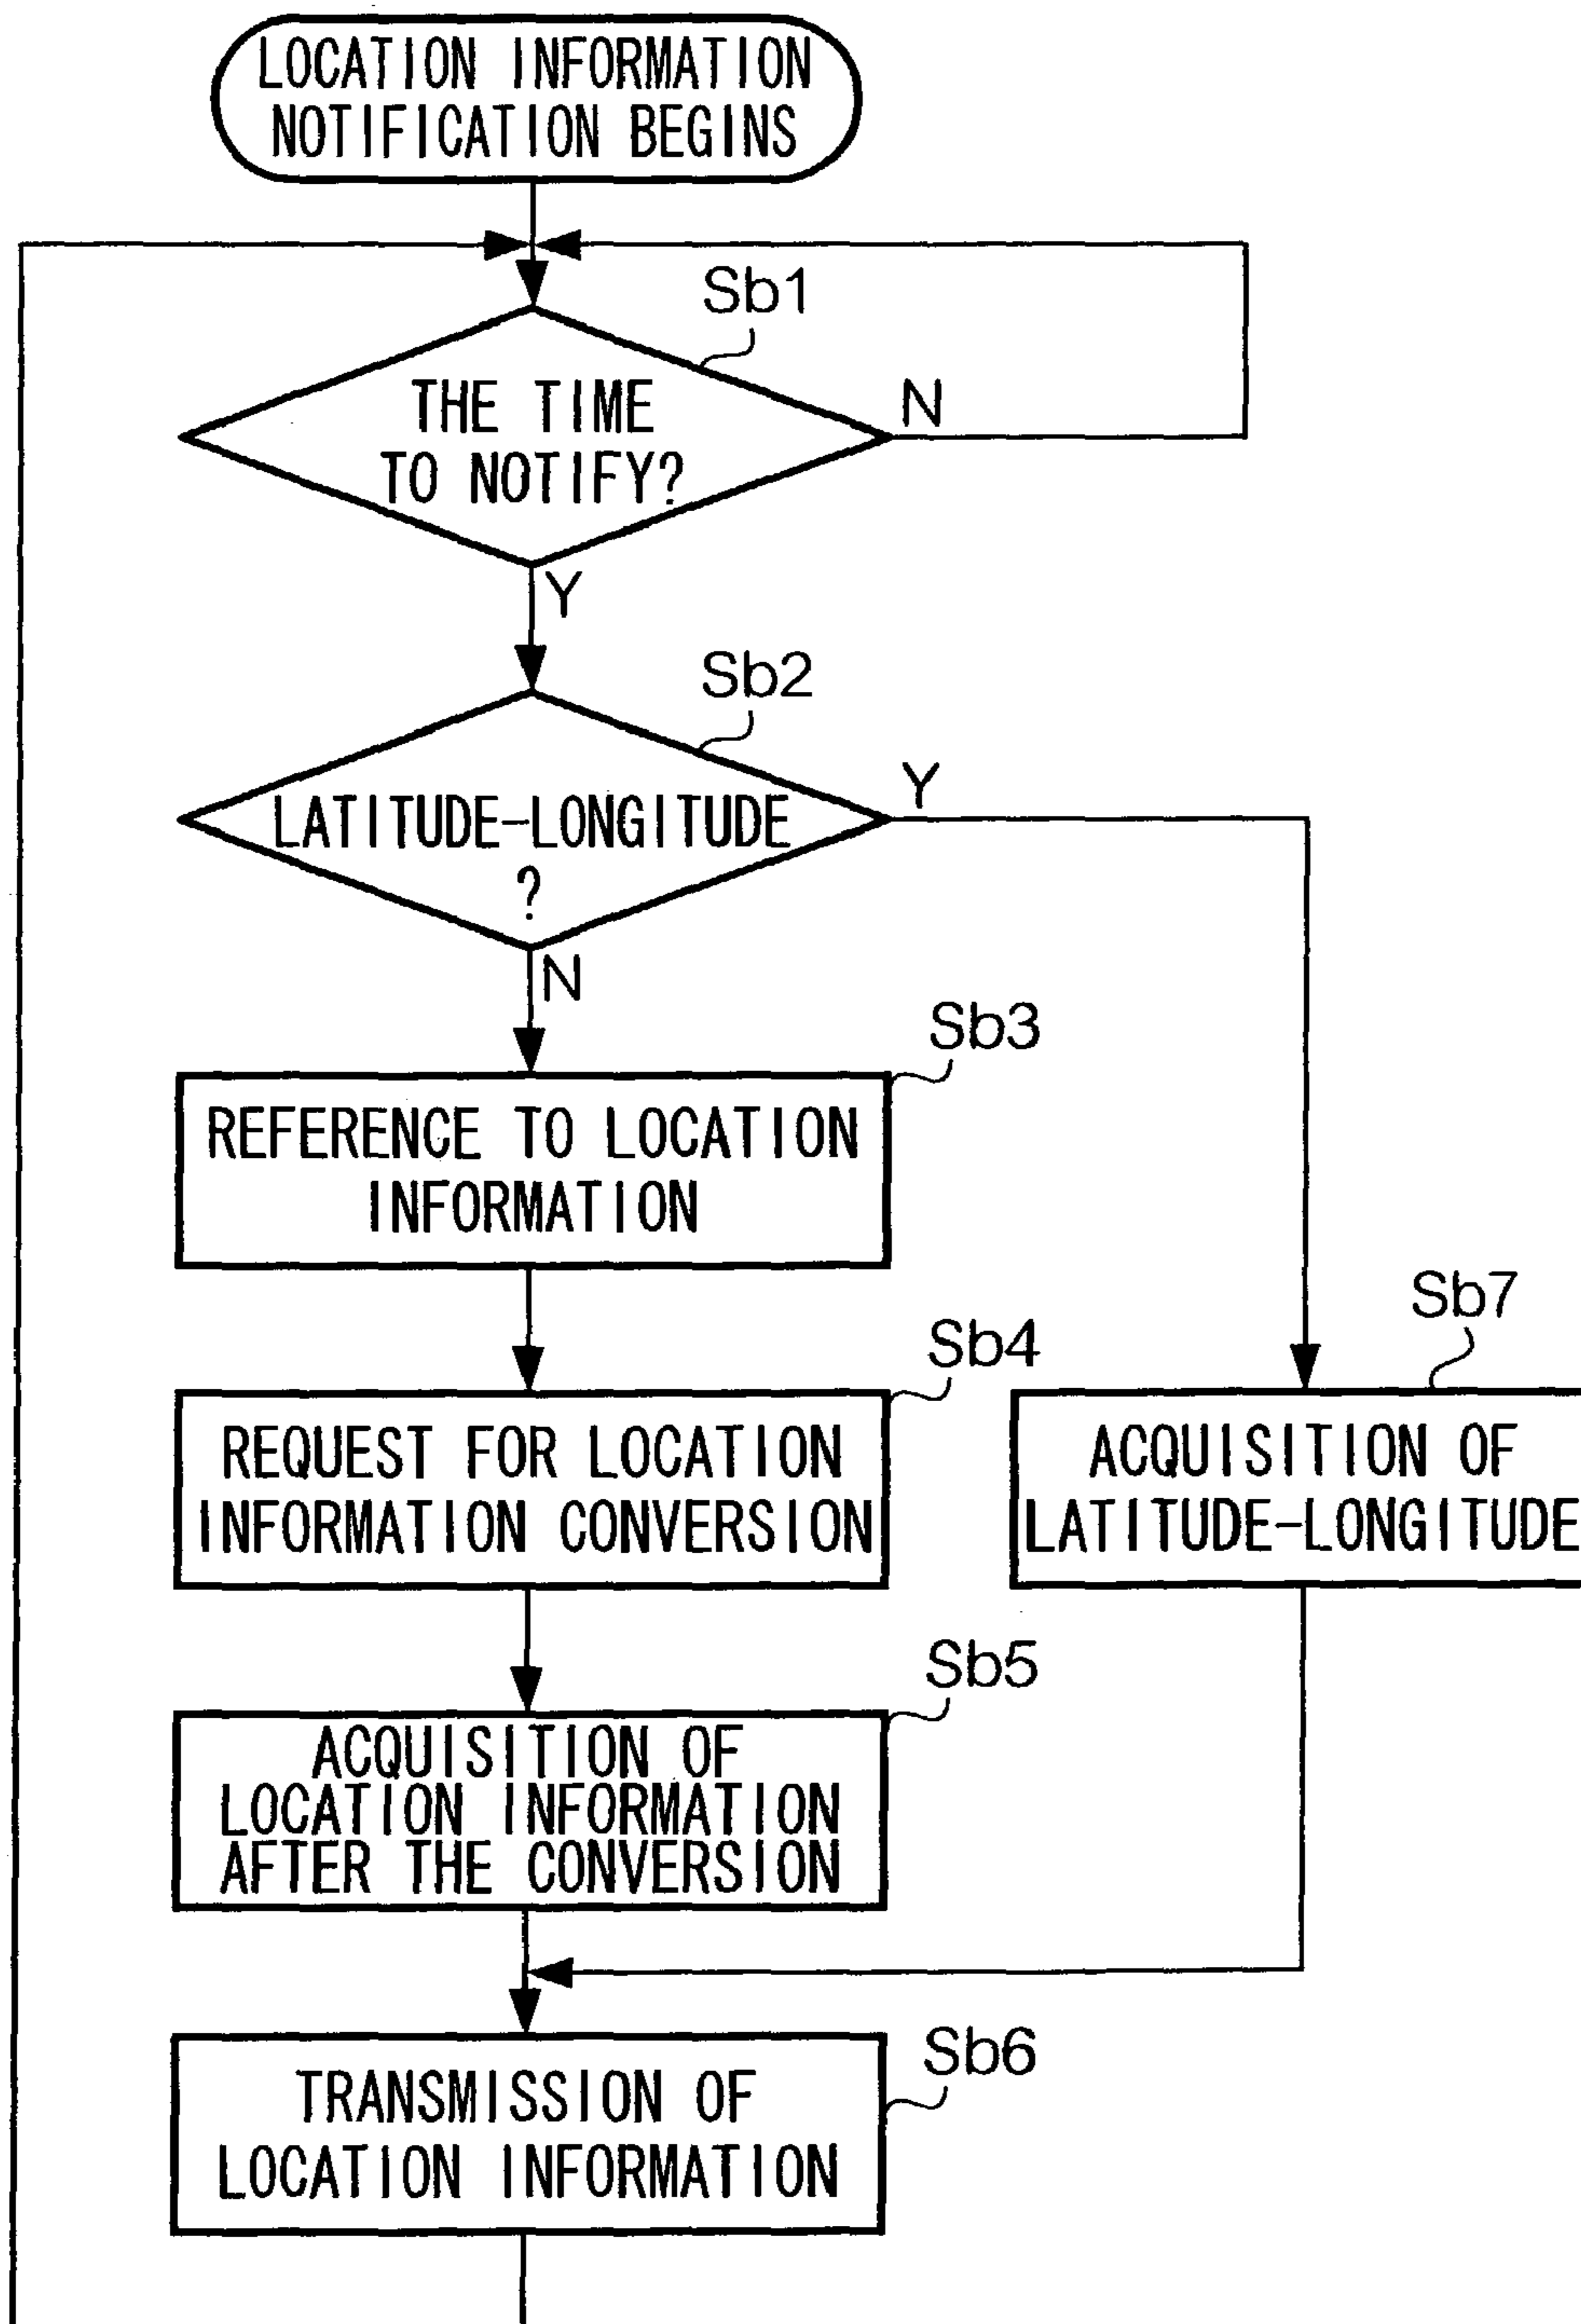 LOCATION INFORMATION
NOTIFICATION BEGINS
Sb1
THE TIME
TO NOTIFY?
N
Y
Sb2
LATITUDE-LONGITUDE
?
Y
N
Sb3
REFERENCE TO LOCATION
INFORMATION
Sb4
REQUEST FOR LOCATION
INFORMATION CONVERSION
Sb7
ACQUISITION OF
LATITUDE-LONGITUDE
Sb5
ACQUISITION OF
LOCATION INFORMATION
AFTER THE CONVERSION
Sb6
TRANSMISSION OF
LOCATION INFORMATION